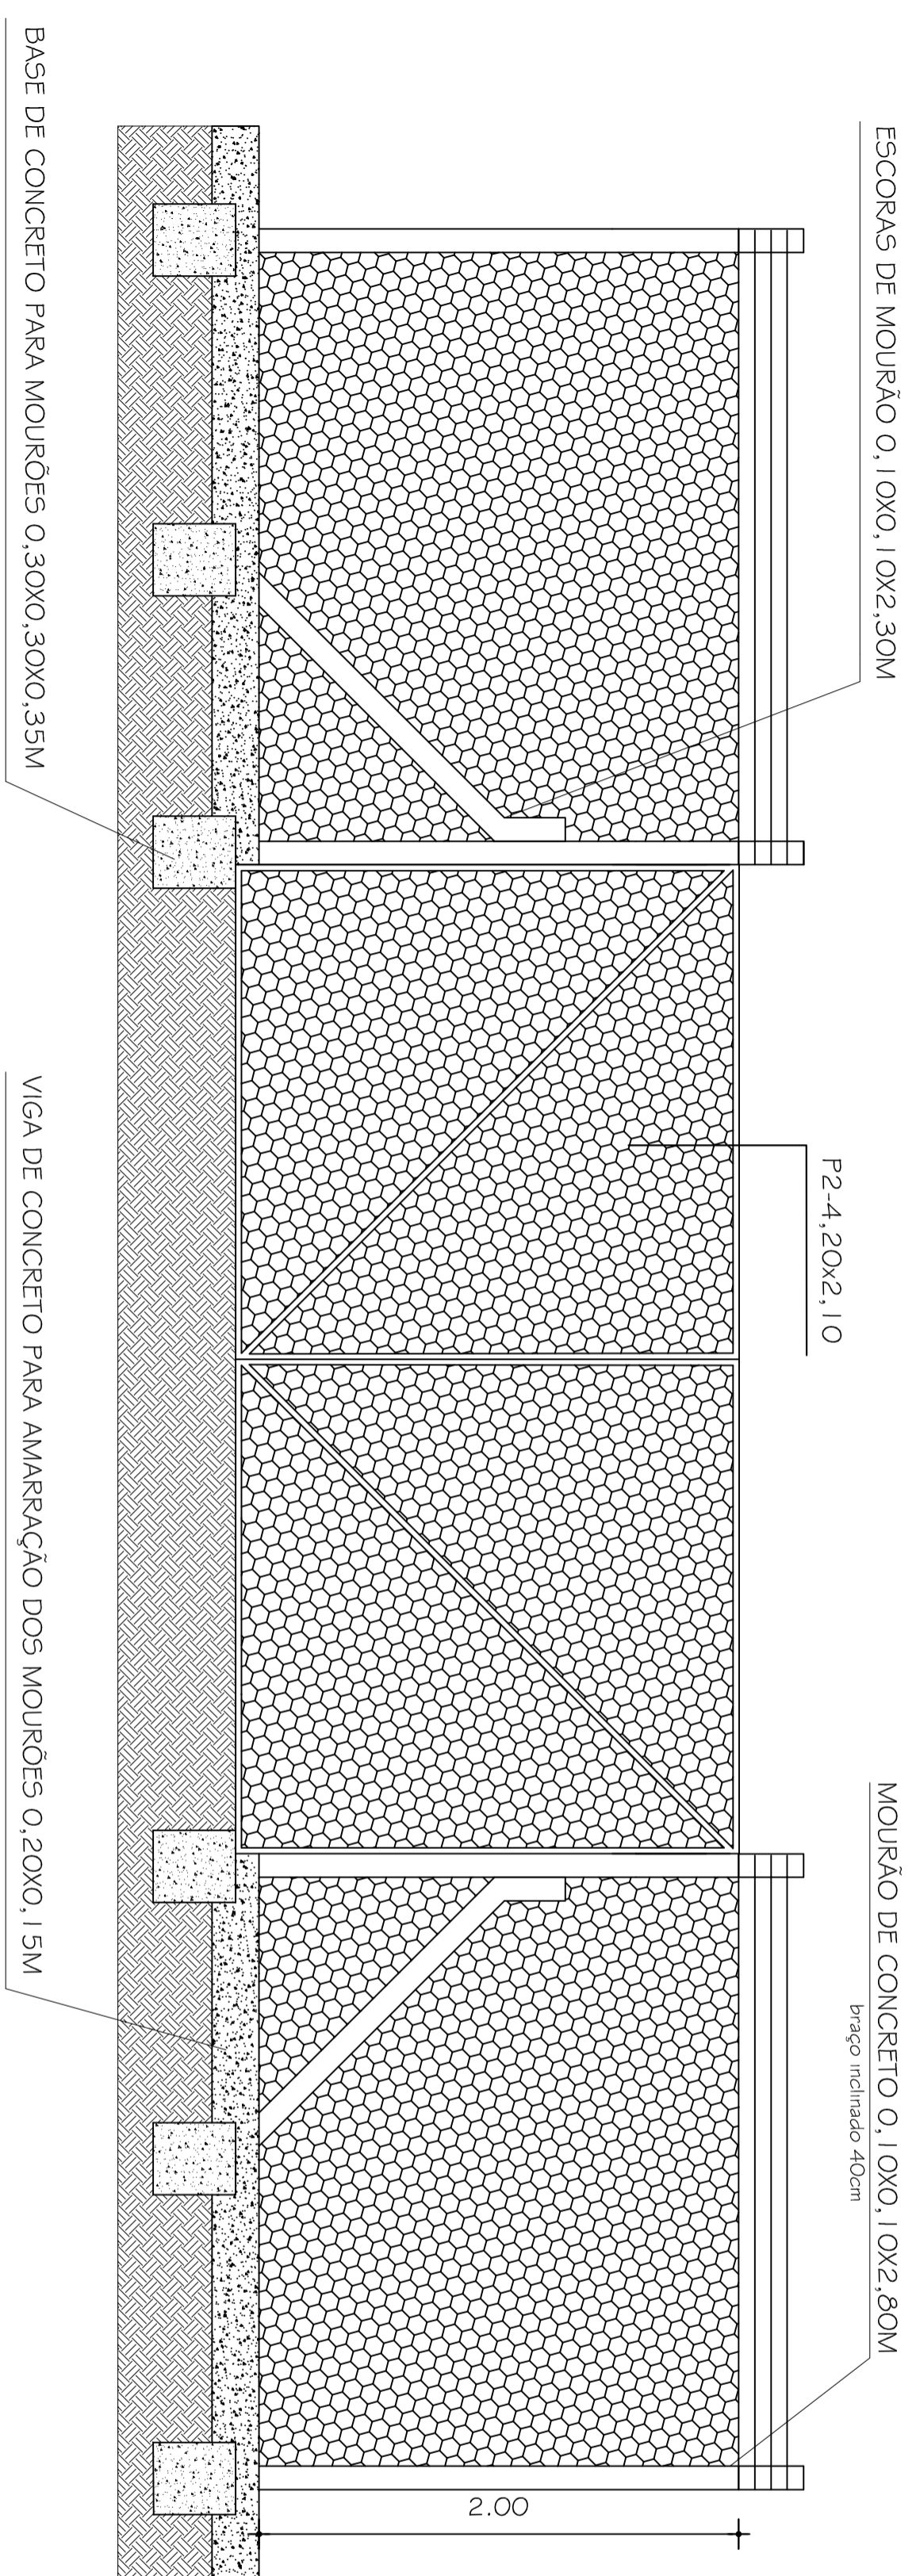 ESCORAS DE MOURÃO 0,10X0,10X2,30M
MOURÃO DE CONCRETO 0,10X0,10X2,80M
braço inclinado 40cm
P2-4,20x2,10
2.00
BASE DE CONCRETO PARA MOURÕES 0,30X0,30X0,35M
VIGA DE CONCRETO PARA AMARRAÇÃO DOS MOURÕES 0,20X0,15M